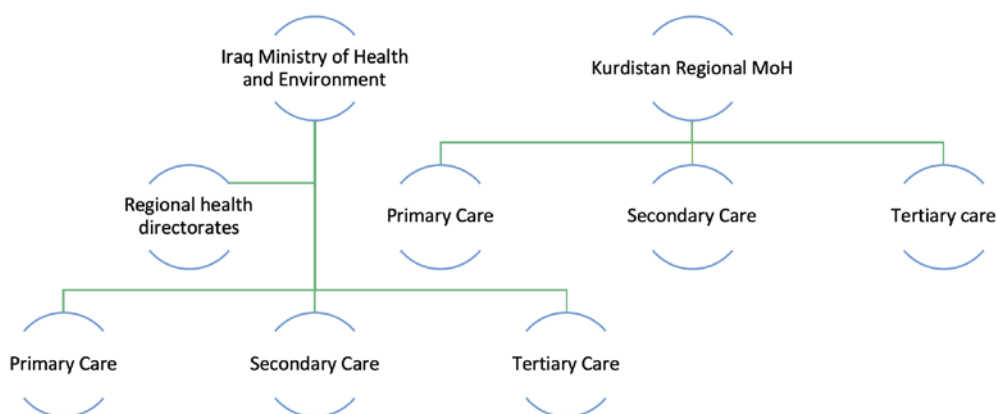 Iraq Ministry of Health
and Environment
Kurdistan Regional MoH
Regional health
directorates
Primary Care
Secondary Care
Tertiary care
Primary Care
Secondary Care
Tertiary Care